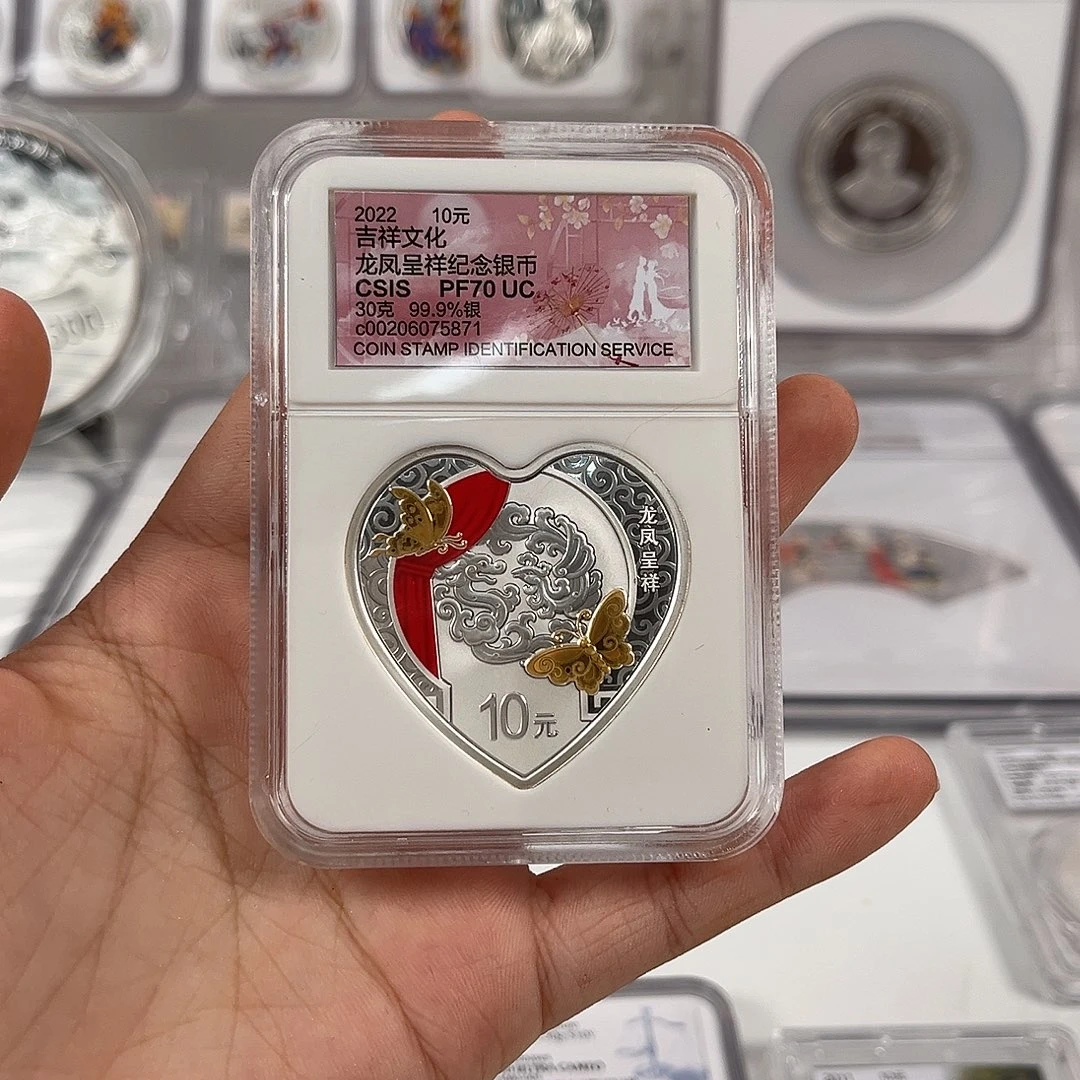 2022 10元
吉祥文化
龙凤呈祥纪念银币
CSIS PF70 UC
30克 99.9%银
c00206075871
COIN STAMP IDENTIFICATION SERVICE
龙凤呈祥
10元